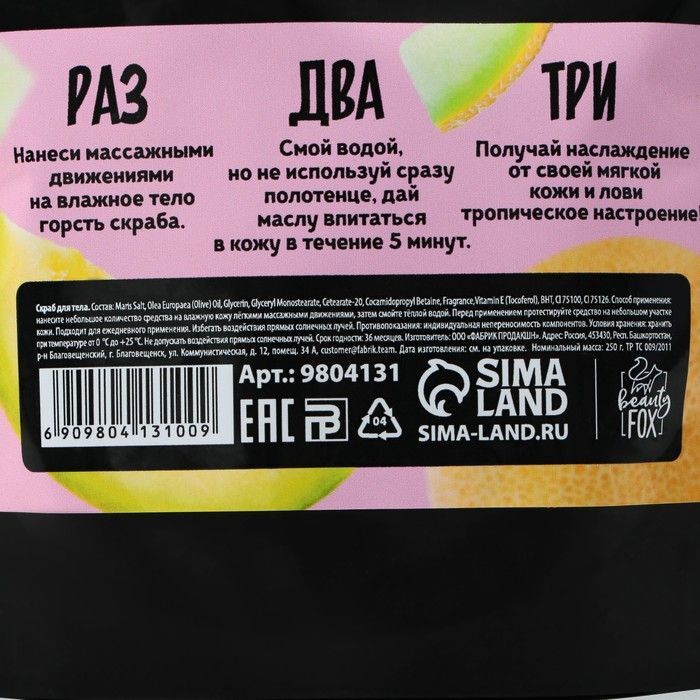 РАЗ
Нанеси массажными
движениями
на влажное тело
горсть скраба.
ДВА
Смой водой,
но не используй сразу
полотенце, дай
маслу впитаться
в кожу в течение 5 минут.
ТРИ
Получай наслаждение
от своей мягкой
кожи и лови
тропическое настроение!
Скраб для тела. Состав: Maris Salt, Olea Europaea (Olive) Oil, Glycerin, Glyceryl Monostearate, Cetearate-20, Cocamidopropyl Betaine, Fragrance, Vitamin E (Tocoferol), BHT, CI 75100, CI 75126. Способ применения:
нанесите небольшое количество средства на влажную кожу лёгкими массажными движениями, затем смойте тёплой водой. Перед применением протестируйте средство на небольшом участке
кожи. Подходит для ежедневного применения. Избегать воздействия прямых солнечных лучей. Противопоказания: индивидуальная непереносимость компонентов. Условия хранения: хранить
при температуре от 0 °С до +25 °С. Не допускать воздействия прямых солнечных лучей. Срок годности: 36 месяцев. Изготовитель: ООО «ФАБРИК ПРОДАКШН». Адрес: Россия, 453430, Респ. Башкортостан,
р-н Благовещенский, г. Благовещенск, ул. Коммунистическая, д. 12, помещ. 34 А, customer@fabrik.team. Дата изготовления: см. на упаковке. Номинальный масса: 250 г. ТР ТС 009/2011
Арт.: 9804131
6 909804 131009
EAC
04
SIMA
LAND
SIMA-LAND.RU
beauty
FOX